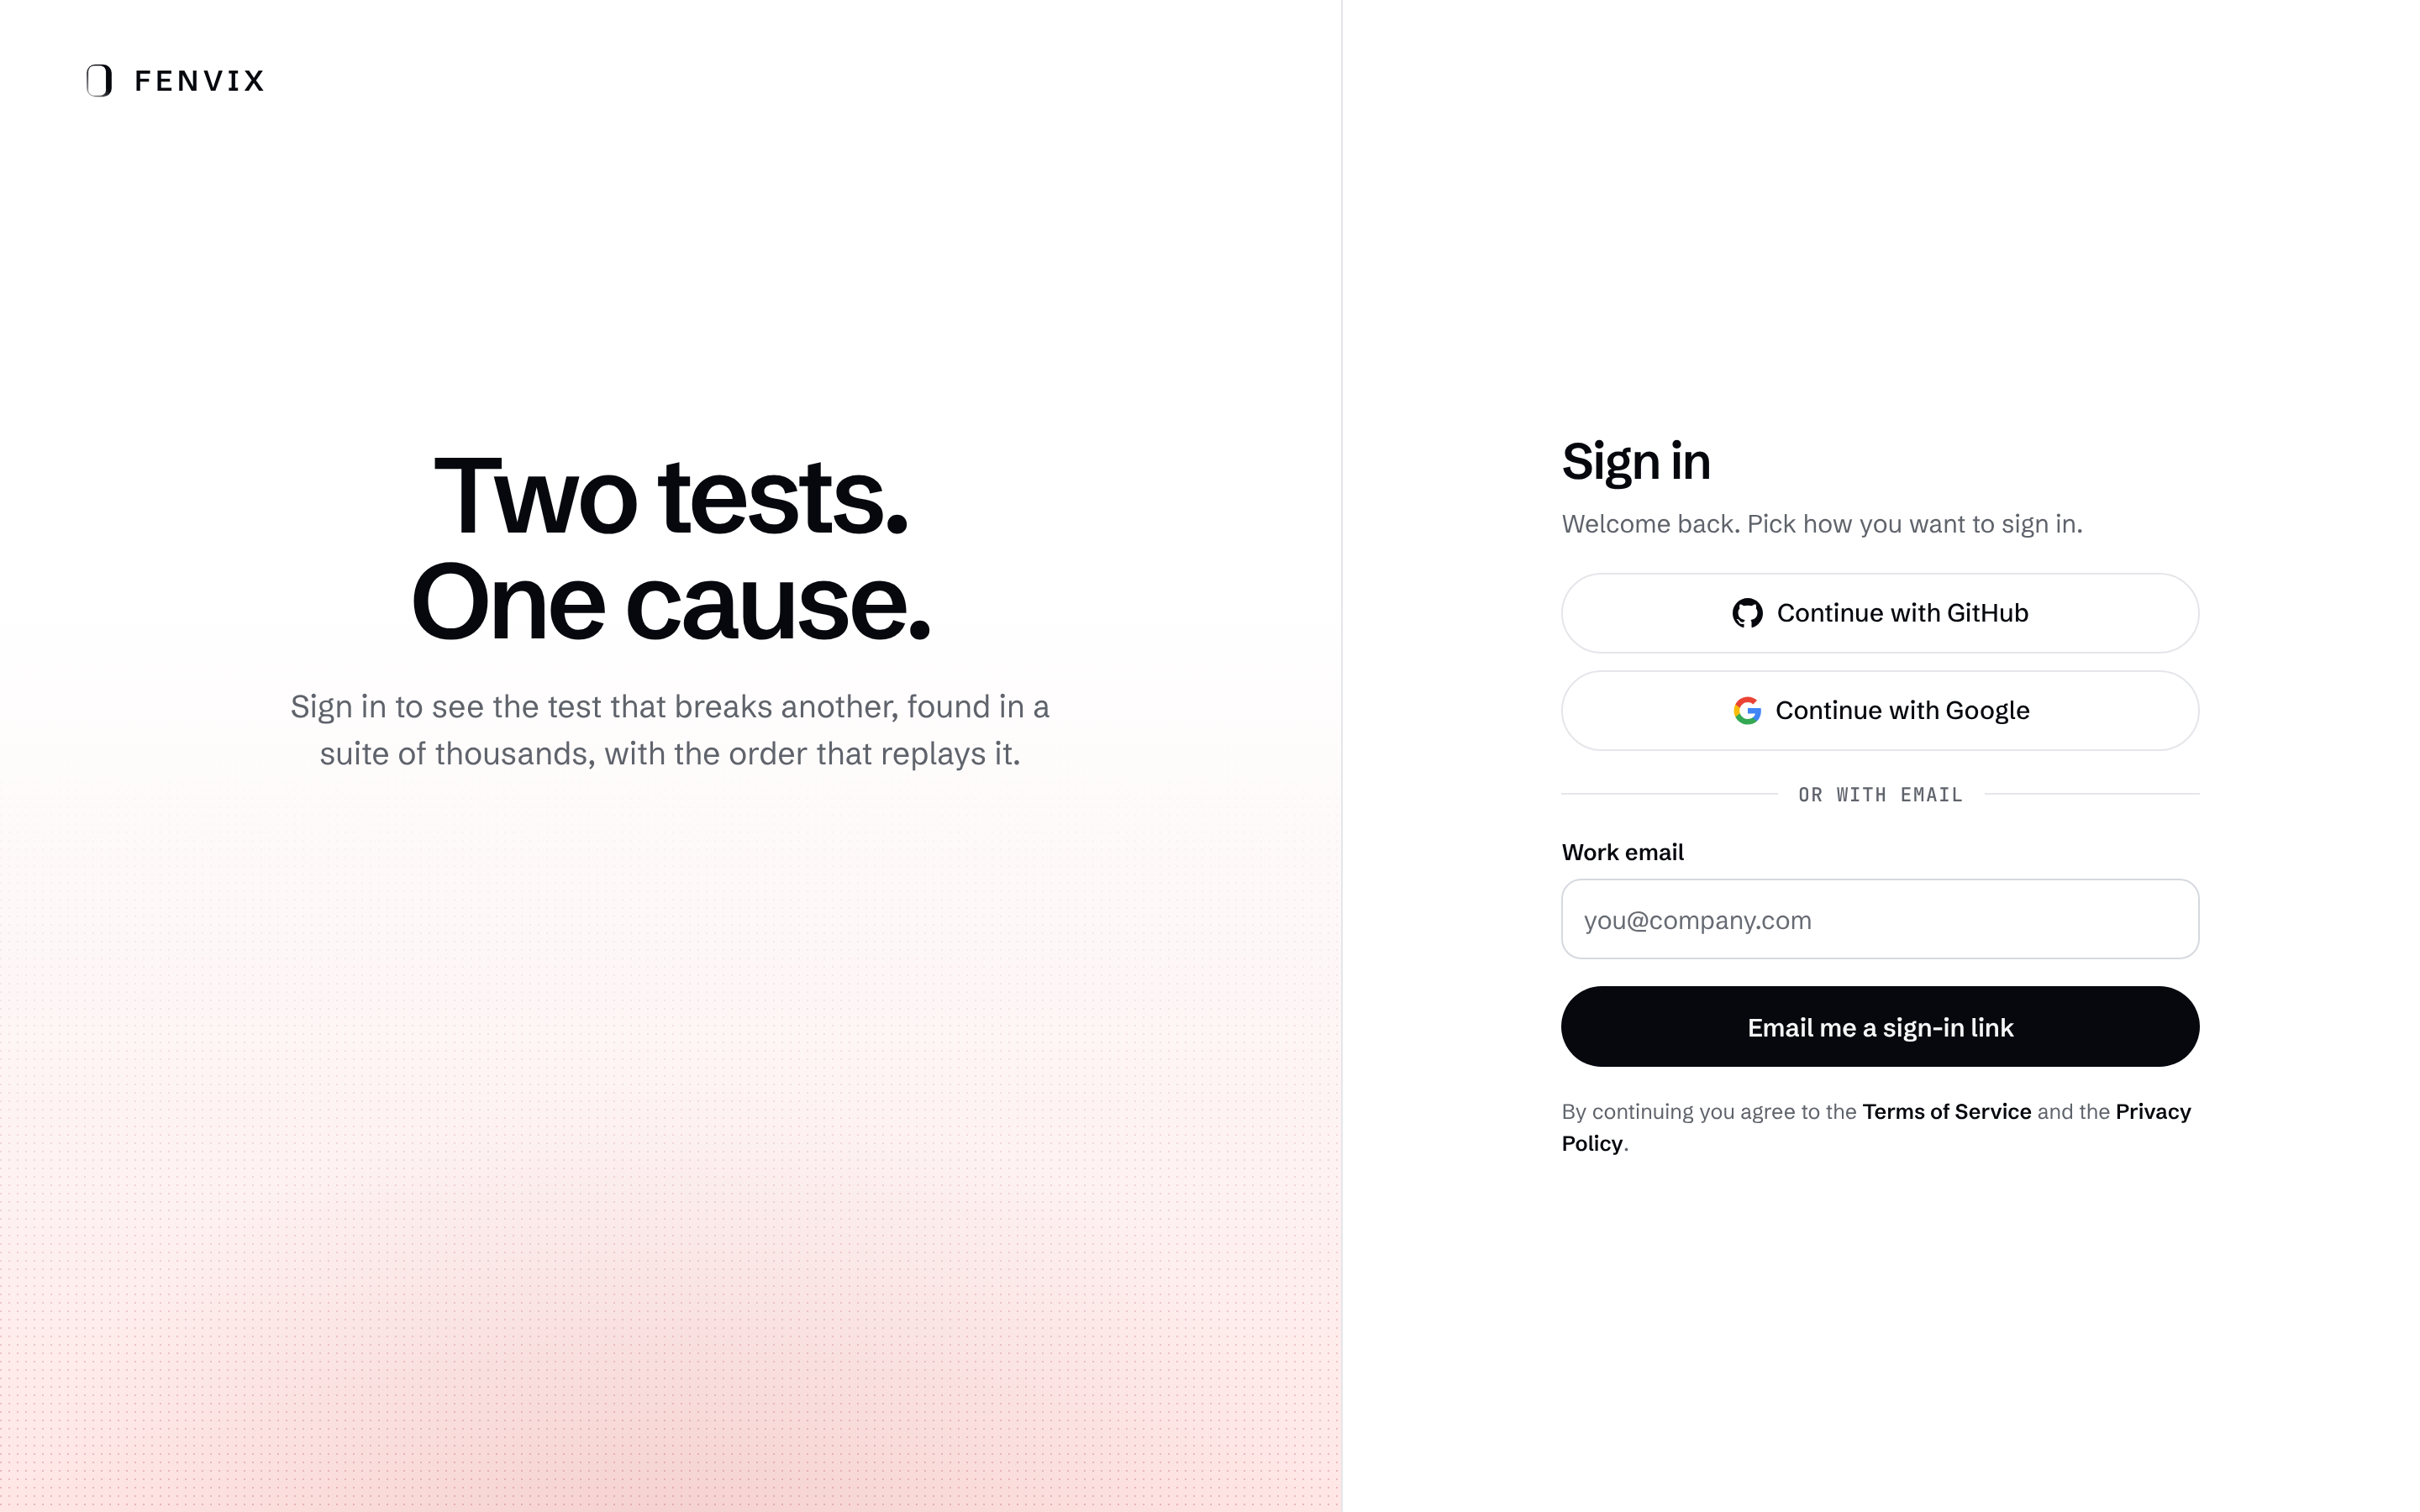 FENVIX
Two tests.
One cause.
Sign in to see the test that breaks another, found in a
suite of thousands, with the order that replays it.
Sign in
Welcome back. Pick how you want to sign in.
Continue with GitHub
Continue with Google
OR WITH EMAIL
Work email
you@company.com
Email me a sign-in link
By continuing you agree to the Terms of Service and the Privacy
Policy.